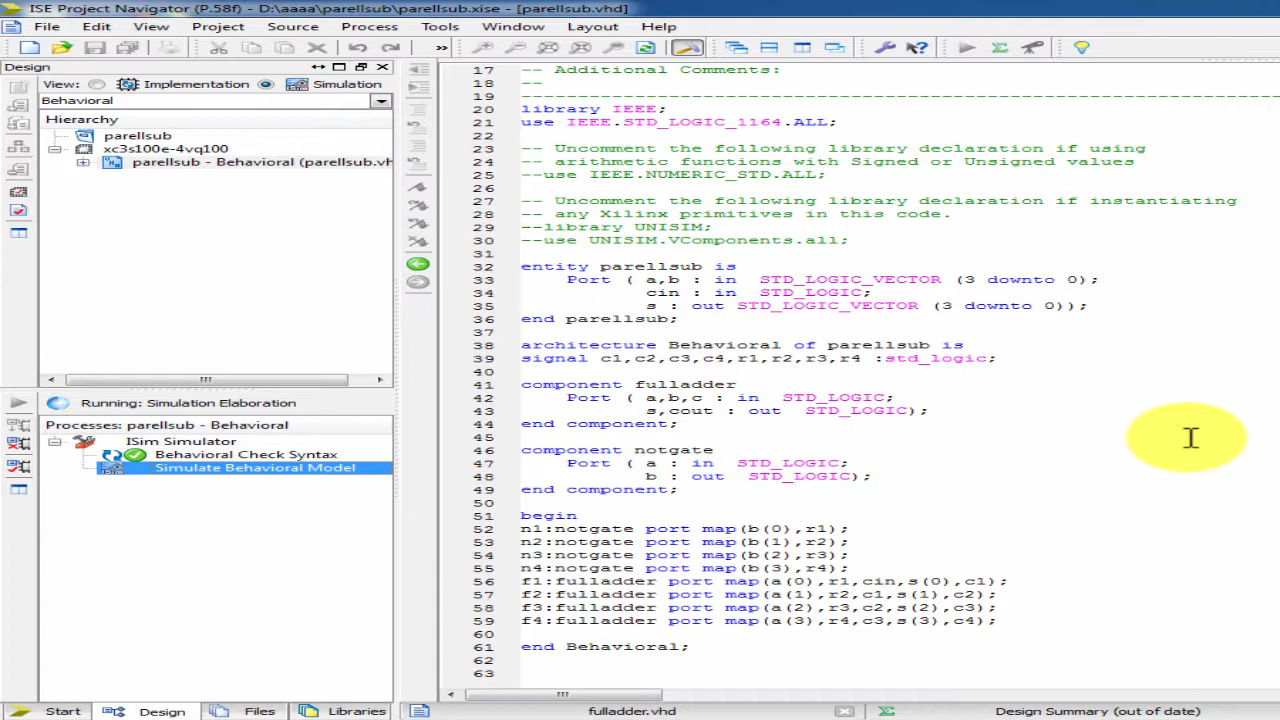 ISE Project Navigator (P.58f) - D:\aaaa\parellsub\parellsub.xise - [parellsub.vhd]
File Edit View Project Source Process Tools Window Layout Help
Design
View: Implementation Simulation
Behavioral
Hierarchy
parellsub
xc3s100e-4vq100
parellsub - Behavioral (parellsub.vh
Running: Simulation Elaboration
Processes: parellsub - Behavioral
ISim Simulator
Behavioral Check Syntax
Simulate Behavioral Model
Start Design Files Libraries
17 -- Additional Comments:
18 --
19 ----------------------------------------------------------------------------------
20 library IEEE;
21 use IEEE.STD_LOGIC_1164.ALL;
22
23 -- Uncomment the following library declaration if using
24 -- arithmetic functions with Signed or Unsigned values
25 --use IEEE.NUMERIC_STD.ALL;
26
27 -- Uncomment the following library declaration if instantiating
28 -- any Xilinx primitives in this code.
29 --library UNISIM;
30 --use UNISIM.VComponents.all;
31
32 entity parellsub is
33 Port ( a,b : in STD_LOGIC_VECTOR (3 downto 0);
34 cin : in STD_LOGIC;
35 s : out STD_LOGIC_VECTOR (3 downto 0));
36 end parellsub;
37
38 architecture Behavioral of parellsub is
39 signal c1,c2,c3,c4,r1,r2,r3,r4 :std_logic;
40
41 component fulladder
42 Port ( a,b,c : in STD_LOGIC;
43 s,cout : out STD_LOGIC);
44 end component;
45
46 component notgate
47 Port ( a : in STD_LOGIC;
48 b : out STD_LOGIC);
49 end component;
50
51 begin
52 n1:notgate port map(b(0),r1);
53 n2:notgate port map(b(1),r2);
54 n3:notgate port map(b(2),r3);
55 n4:notgate port map(b(3),r4);
56 f1:fulladder port map(a(0),r1,cin,s(0),c1);
57 f2:fulladder port map(a(1),r2,c1,s(1),c2);
58 f3:fulladder port map(a(2),r3,c2,s(2),c3);
59 f4:fulladder port map(a(3),r4,c3,s(3),c4);
60
61 end Behavioral;
62
63
fulladder.vhd Design Summary (out of date)